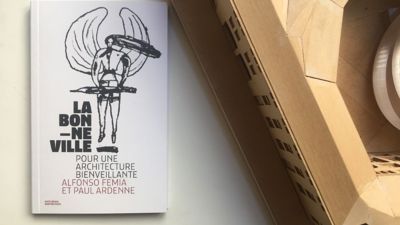 LA
BON
—NE
VILLE
POUR UNE
ARCHITECTURE
BIENVEILLANTE
ALFONSO FEMIA
ET PAUL ARDENNE